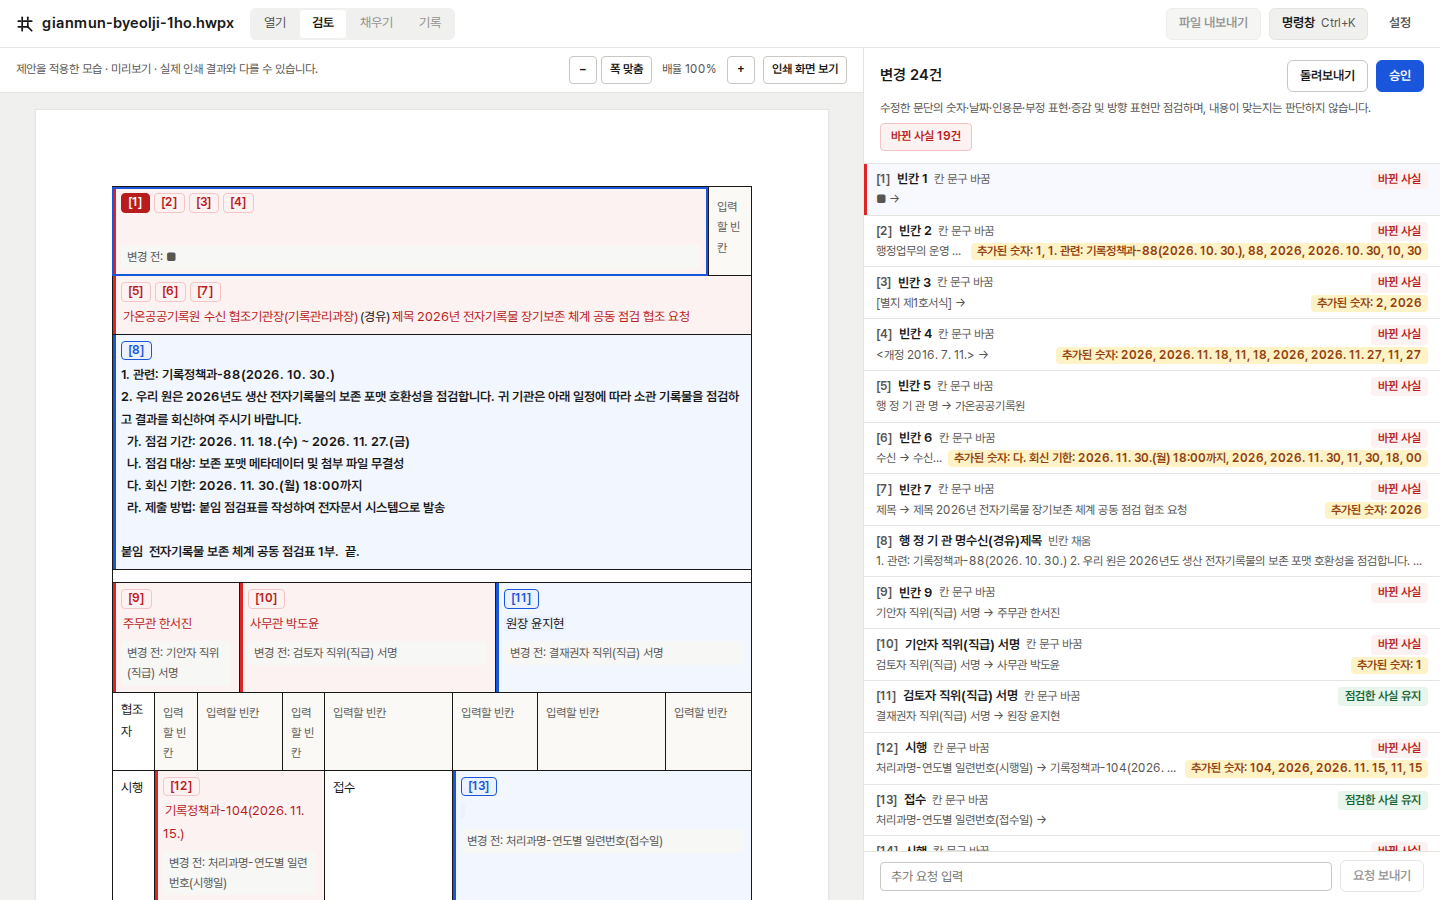 gianmun-byeolji-1ho.hwpx 열기 검토 채우기 기록 파일 내보내기 명령창 Ctrl+K 설정
제안을 적용한 모습 · 미리보기 · 실제 인쇄 결과와 다를 수 있습니다. − 폭 맞춤 배율 100% + 인쇄 화면 보기
[1] [2] [3] [4]
변경 전: ■
입력
할 빈
칸
[5] [6] [7]
가온공공기록원 수신 협조기관장(기록관리과장) (경유) 제목 2026년 전자기록물 장기보존 체계 공동 점검 협조 요청
[8]
1. 관련: 기록정책과-88(2026. 10. 30.)
2. 우리 원은 2026년도 생산 전자기록물의 보존 포맷 호환성을 점검합니다. 귀 기관은 아래 일정에 따라 소관 기록물을 점검하
고 결과를 회신하여 주시기 바랍니다.
가. 점검 기간: 2026. 11. 18.(수) ~ 2026. 11. 27.(금)
나. 점검 대상: 보존 포맷 메타데이터 및 첨부 파일 무결성
다. 회신 기한: 2026. 11. 30.(월) 18:00까지
라. 제출 방법: 붙임 점검표를 작성하여 전자문서 시스템으로 발송
붙임 전자기록물 보존 체계 공동 점검표 1부. 끝.
[9]
주무관 한서진
변경 전: 기안자 직위
(직급) 서명
[10]
사무관 박도윤
변경 전: 검토자 직위(직급) 서명
[11]
원장 윤지현
변경 전: 결재권자 직위(직급) 서명
협조
자
입력
할 빈
칸
입력할 빈칸
입력
할 빈
칸
입력할 빈칸
입력할 빈칸
입력할 빈칸
입력할 빈칸
시행
[12]
기록정책과-104(2026. 11.
15.)
변경 전: 처리과명-연도별 일련
번호(시행일)
접수
[13]
변경 전: 처리과명-연도별 일련번호(접수일)
변경 24건 돌려보내기 승인
수정한 문단의 숫자·날짜·인용문·부정 표현·증감 및 방향 표현만 점검하며, 내용이 맞는지는 판단하지 않습니다.
바뀐 사실 19건
[1] 빈칸 1 칸 문구 바꿈 바뀐 사실
■ →
[2] 빈칸 2 칸 문구 바꿈 바뀐 사실
행정업무의 운영 ... 추가된 숫자: 1, 1. 관련: 기록정책과-88(2026. 10. 30.), 88, 2026, 2026. 10. 30, 10, 30
[3] 빈칸 3 칸 문구 바꿈 바뀐 사실
[별지 제1호서식] → 추가된 숫자: 2, 2026
[4] 빈칸 4 칸 문구 바꿈 바뀐 사실
<개정 2016. 7. 11.> → 추가된 숫자: 2026, 2026. 11. 18, 11, 18, 2026, 2026. 11. 27, 11, 27
[5] 빈칸 5 칸 문구 바꿈 바뀐 사실
행 정 기 관 명 → 가온공공기록원
[6] 빈칸 6 칸 문구 바꿈 바뀐 사실
수신 → 수신... 추가된 숫자: 다. 회신 기한: 2026. 11. 30.(월) 18:00까지, 2026, 2026. 11. 30, 11, 30, 18, 00
[7] 빈칸 7 칸 문구 바꿈 바뀐 사실
제목 → 제목 2026년 전자기록물 장기보존 체계 공동 점검 협조 요청 추가된 숫자: 2026
[8] 행 정 기 관 명수신(경유)제목 빈칸 채움
1. 관련: 기록정책과-88(2026. 10. 30.) 2. 우리 원은 2026년도 생산 전자기록물의 보존 포맷 호환성을 점검합니다. ...
[9] 빈칸 9 칸 문구 바꿈 바뀐 사실
기안자 직위(직급) 서명 → 주무관 한서진
[10] 기안자 직위(직급) 서명 칸 문구 바꿈 바뀐 사실
검토자 직위(직급) 서명 → 사무관 박도윤 추가된 숫자: 1
[11] 검토자 직위(직급) 서명 칸 문구 바꿈 점검한 사실 유지
결재권자 직위(직급) 서명 → 원장 윤지현
[12] 시행 칸 문구 바꿈 바뀐 사실
처리과명-연도별 일련번호(시행일) → 기록정책과-104(2026. ... 추가된 숫자: 104, 2026, 2026. 11. 15, 11, 15
[13] 접수 칸 문구 바꿈 점검한 사실 유지
처리과명-연도별 일련번호(접수일) →
[14] 시행 칸 문구 바꿈 바뀐 사실
추가 요청 입력 요청 보내기